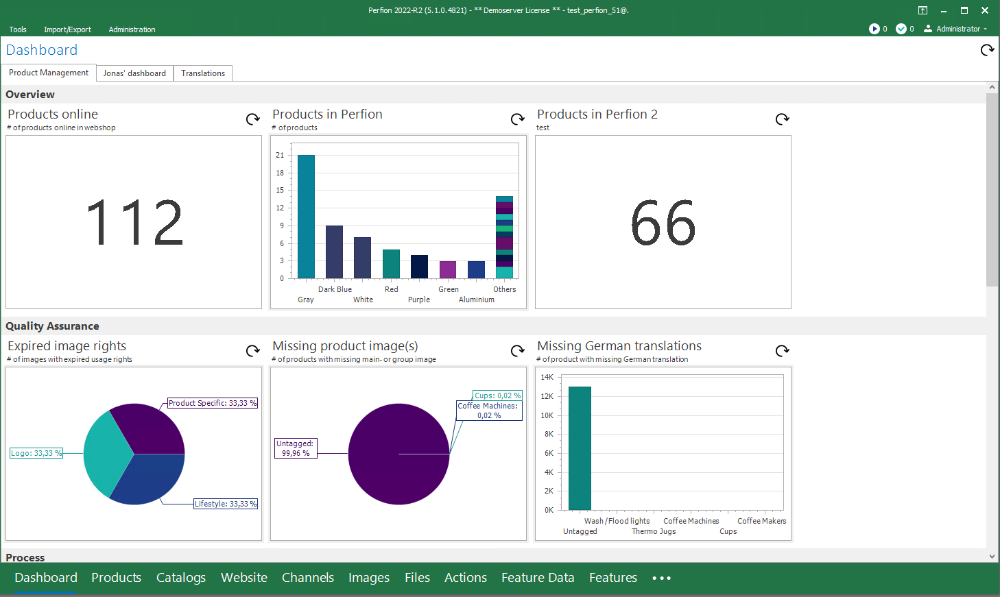 Perfion 2022-R2 (5.1.0.4821) - ** Demoserver License ** - test_perfion_51@.
Tools Import/Export Administration 0 0 Administrator
Dashboard
Product Management Jonas' dashboard Translations
Overview
Products online
# of products online in webshop
112
Products in Perfion
# of products
21
18
15
12
9
6
3
0
Dark Blue Red Green Others
Gray White Purple Aluminium
Products in Perfion 2
test
66
Quality Assurance
Expired image rights
# of images with expired usage rights
Product Specific: 33,33 %
Logo: 33,33 %
Lifestyle: 33,33 %
Missing product image(s)
# of products with missing main- or group image
Cups: 0,02 %
Coffee Machines:
0,02 %
Untagged:
99,96 %
Missing German translations
# of product with missing German translation
14K
12K
10K
8K
6K
4K
2K
0K
Wash / Flood lights Coffee Machines Coffee Makers
Untagged Thermo Jugs Cups
Process
Dashboard Products Catalogs Website Channels Images Files Actions Feature Data Features •••